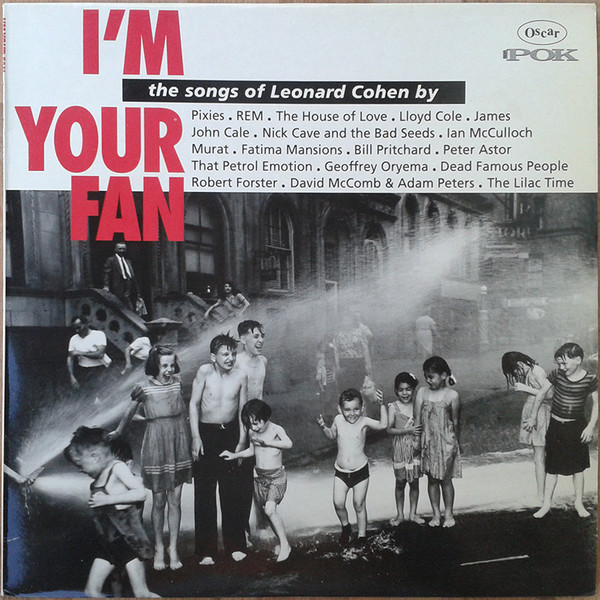 I'M
YOUR
FAN
the songs of Leonard Cohen by
Pixies . REM . The House of Love . Lloyd Cole . James
John Cale . Nick Cave and the Bad Seeds . Ian McCulloch
Murat . Fatima Mansions . Bill Pritchard . Peter Astor
That Petrol Emotion . Geoffrey Oryema . Dead Famous People
Robert Forster . David McComb & Adam Peters . The Lilac Time
Oscar
POK